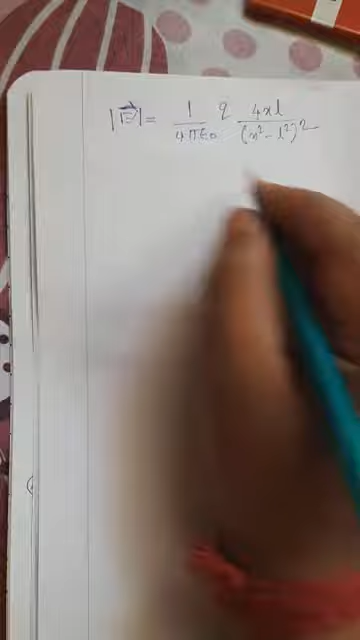 |E⃗| = 1/4πε₀ q 4xl/(x² - l²)²